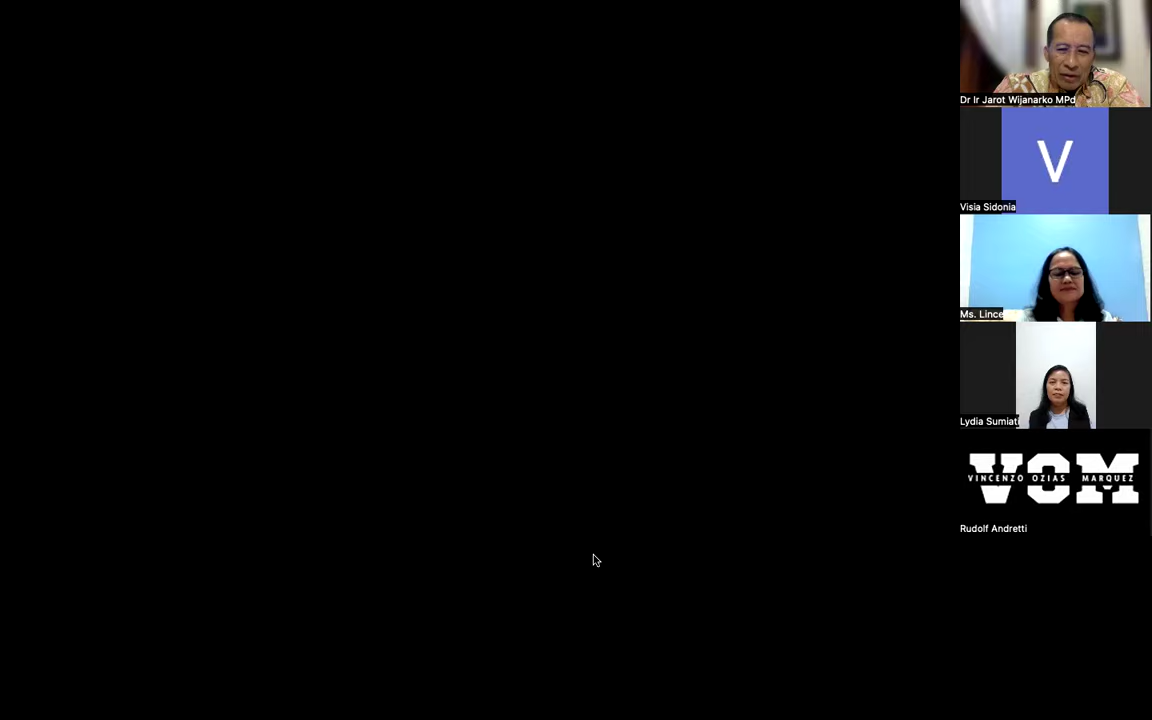 Dr Ir Jarot Wijanarko MPd
V
Visia Sidonia
Ms. Lince
Lydia Sumiati
VOM
VINCENZO OZIAS MARQUEZ
Rudolf Andretti